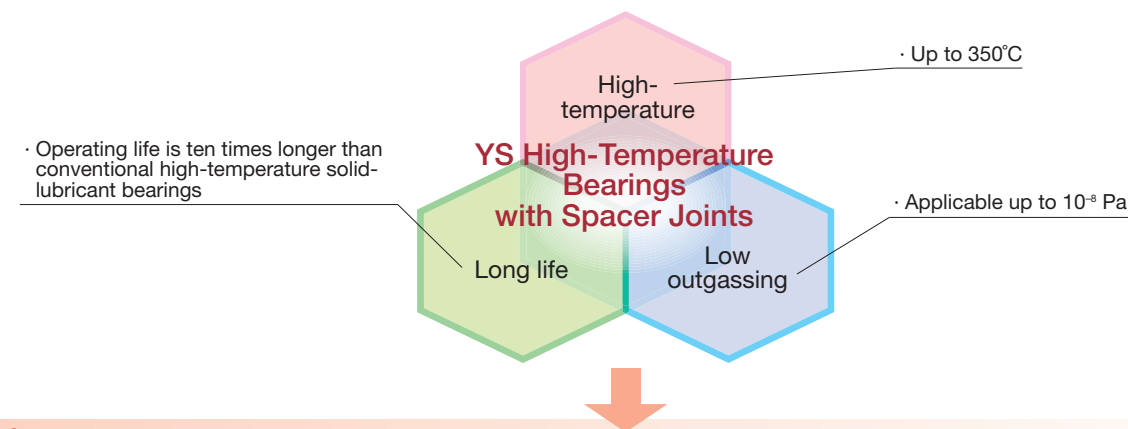 · Up to 350°C
High-
temperature
· Operating life is ten times longer than
conventional high-temperature solid-
lubricant bearings
YS High-Temperature
Bearings
with Spacer Joints
· Applicable up to 10⁻⁸ Pa
Long life
Low
outgassing